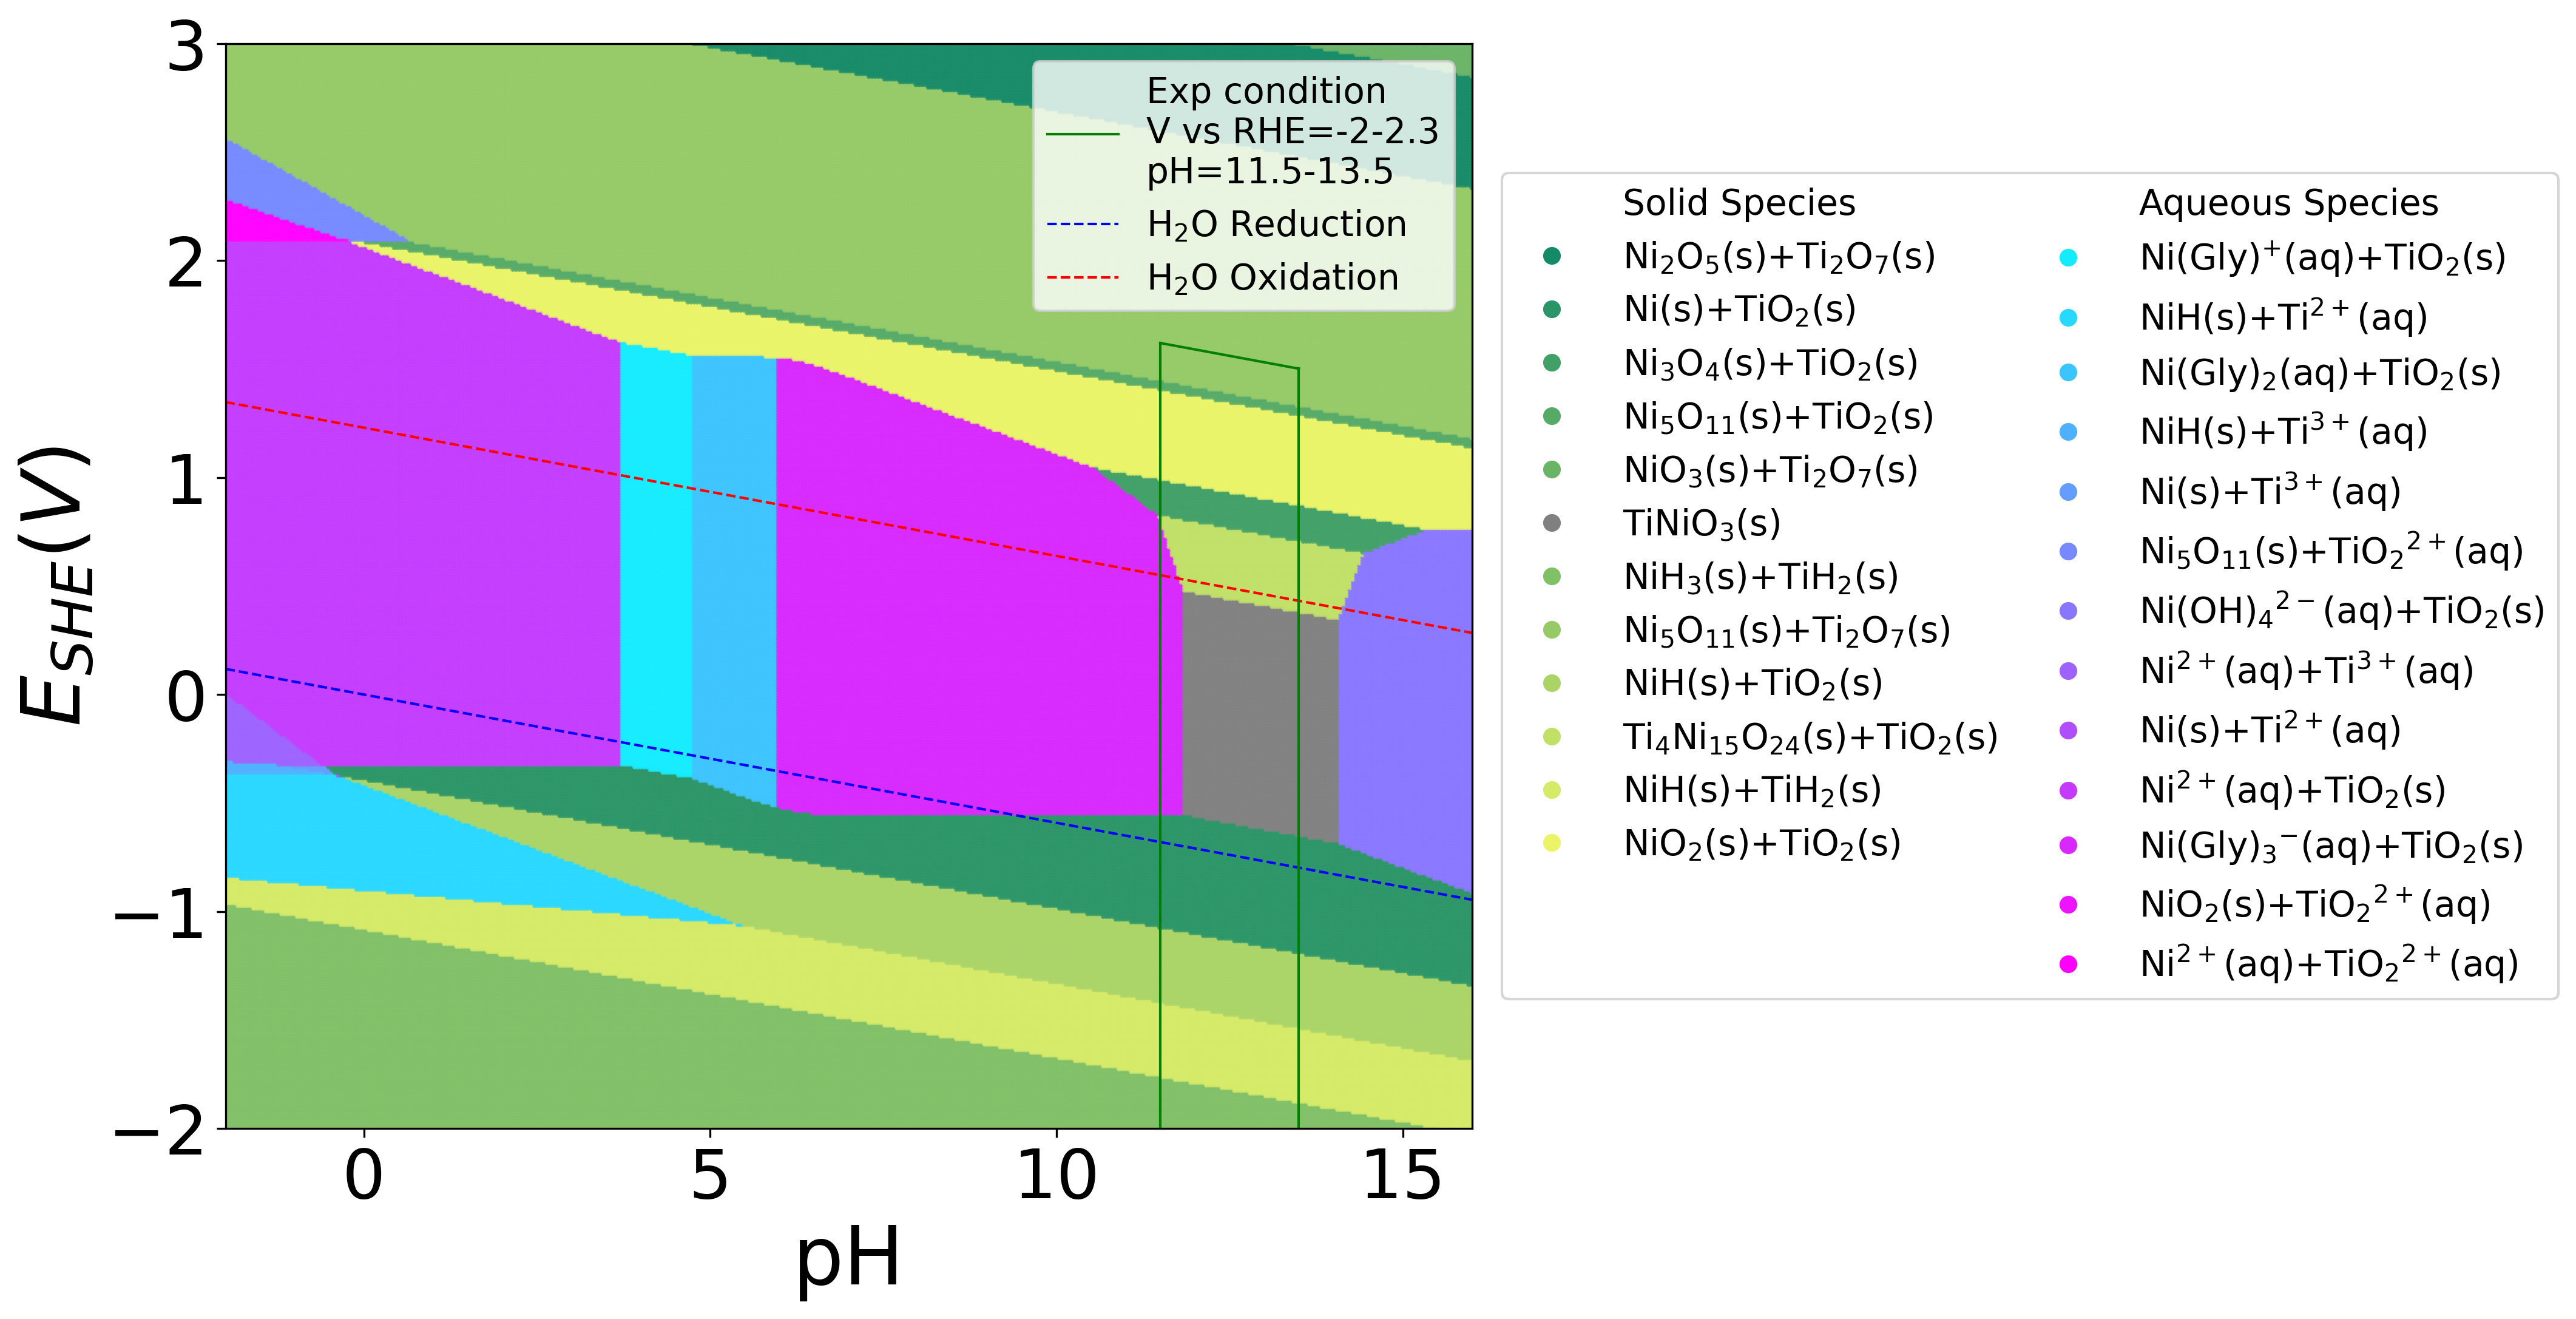 3
2
1
0
−1
−2
E_{SHE}(V)
0
5
10
15
pH
Exp condition
V vs RHE=-2-2.3
pH=11.5-13.5
H₂O Reduction
H₂O Oxidation
Solid Species
Ni₂O₅(s)+Ti₂O₇(s)
Ni(s)+TiO₂(s)
Ni₃O₄(s)+TiO₂(s)
Ni₅O₁₁(s)+TiO₂(s)
NiO₃(s)+Ti₂O₇(s)
TiNiO₃(s)
NiH₃(s)+TiH₂(s)
Ni₅O₁₁(s)+Ti₂O₇(s)
NiH(s)+TiO₂(s)
Ti₄Ni₁₅O₂₄(s)+TiO₂(s)
NiH(s)+TiH₂(s)
NiO₂(s)+TiO₂(s)
Aqueous Species
Ni(Gly)⁺(aq)+TiO₂(s)
NiH(s)+Ti²⁺(aq)
Ni(Gly)₂(aq)+TiO₂(s)
NiH(s)+Ti³⁺(aq)
Ni(s)+Ti³⁺(aq)
Ni₅O₁₁(s)+TiO₂²⁺(aq)
Ni(OH)₄²⁻(aq)+TiO₂(s)
Ni²⁺(aq)+Ti³⁺(aq)
Ni(s)+Ti²⁺(aq)
Ni²⁺(aq)+TiO₂(s)
Ni(Gly)₃⁻(aq)+TiO₂(s)
NiO₂(s)+TiO₂²⁺(aq)
Ni²⁺(aq)+TiO₂²⁺(aq)